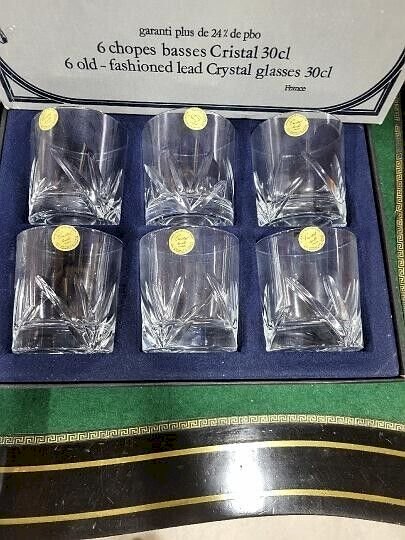 garanti plus de 24% de pbo
6 chopes basses Cristal 30cl
6 old-fashioned lead Crystal glasses 30cl
France